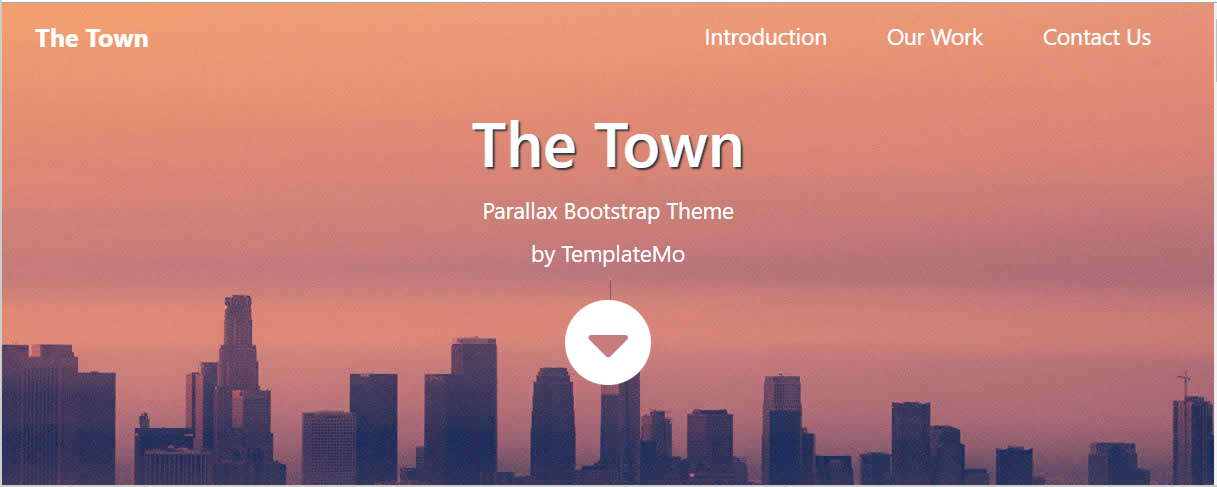 The Town
Introduction Our Work Contact Us
The Town
Parallax Bootstrap Theme
by TemplateMo